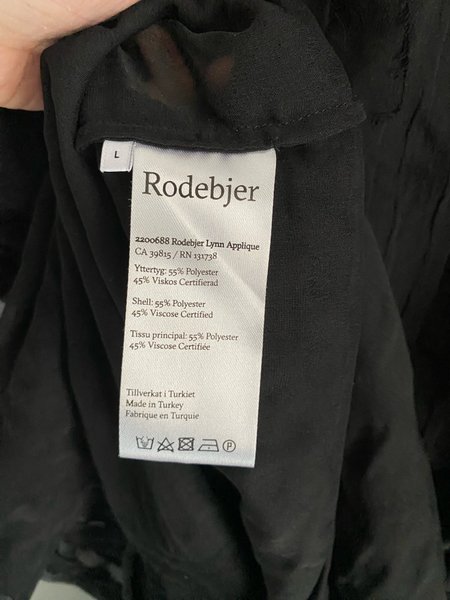 L
Rodebjer
2200688 Rodebjer Lynn Applique
CA 39815 / RN 131738
Yttertyg: 55% Polyester
45% Viskos Certifierad
Shell: 55% Polyester
45% Viscose Certified
Tissu principal: 55% Polyester
45% Viscose Certifiée
Tillverkat i Turkiet
Made in Turkey
Fabrique en Turquie
P